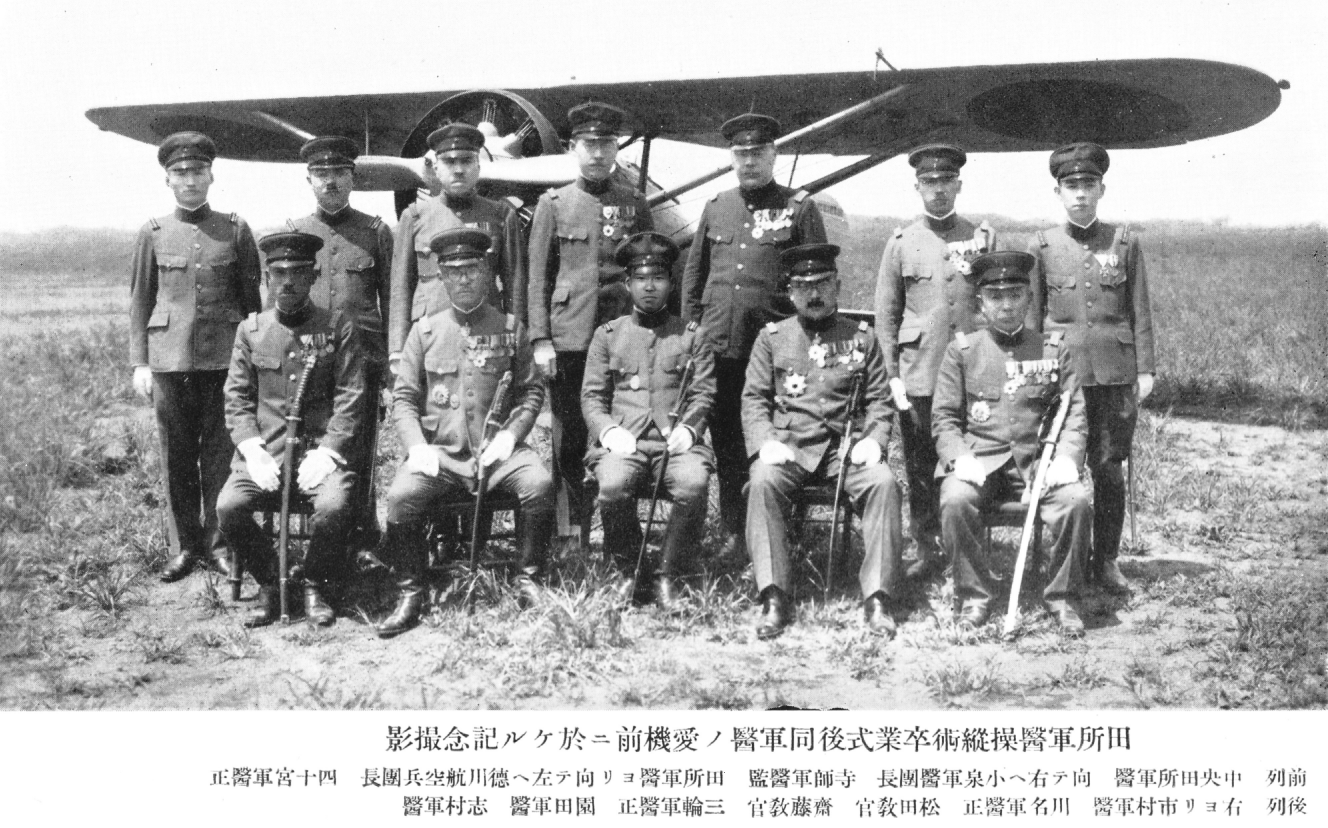 田所軍醫操縱術卒業式後同軍醫ノ愛機前ニ於ケル記念撮影
前列　中央田所軍醫　向テ右ヘ小泉軍醫團長　寺師軍醫監　田所軍醫ヨリ向テ左ヘ德川航空兵團長　四十宮軍醫正
後列　右ヨリ市村軍醫　川名軍醫正　松田敎官　齋藤敎官　三輪軍醫正　園田軍醫　志村軍醫